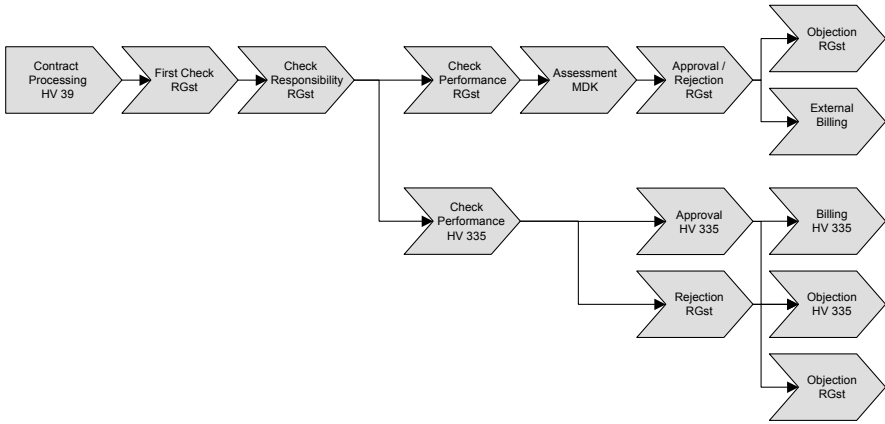 Contract
Processing
HV 39
First Check
RGst
Check
Responsibility
RGst
Check
Performance
RGst
Assessment
MDK
Approval /
Rejection
RGst
Objection
RGst
External
Billing
Check
Performance
HV 335
Approval
HV 335
Billing
HV 335
Rejection
RGst
Objection
HV 335
Objection
RGst